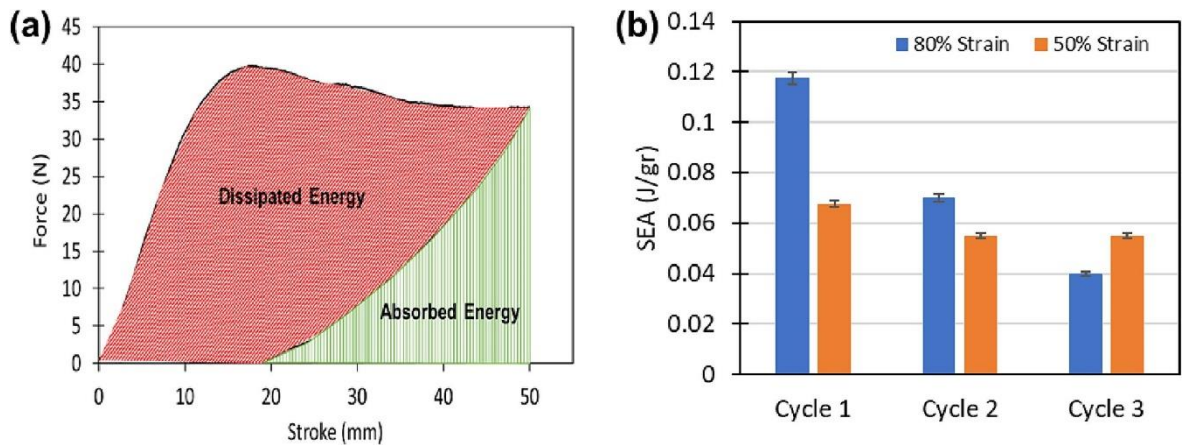 (a)
45
40
35
30
25
20
15
10
5
0
Force (N)
Dissipated Energy
Absorbed Energy
0 10 20 30 40 50
Stroke (mm)
(b)
0.14
0.12
0.1
0.08
0.06
0.04
0.02
0
SEA (J/gr)
80% Strain 50% Strain
Cycle 1 Cycle 2 Cycle 3